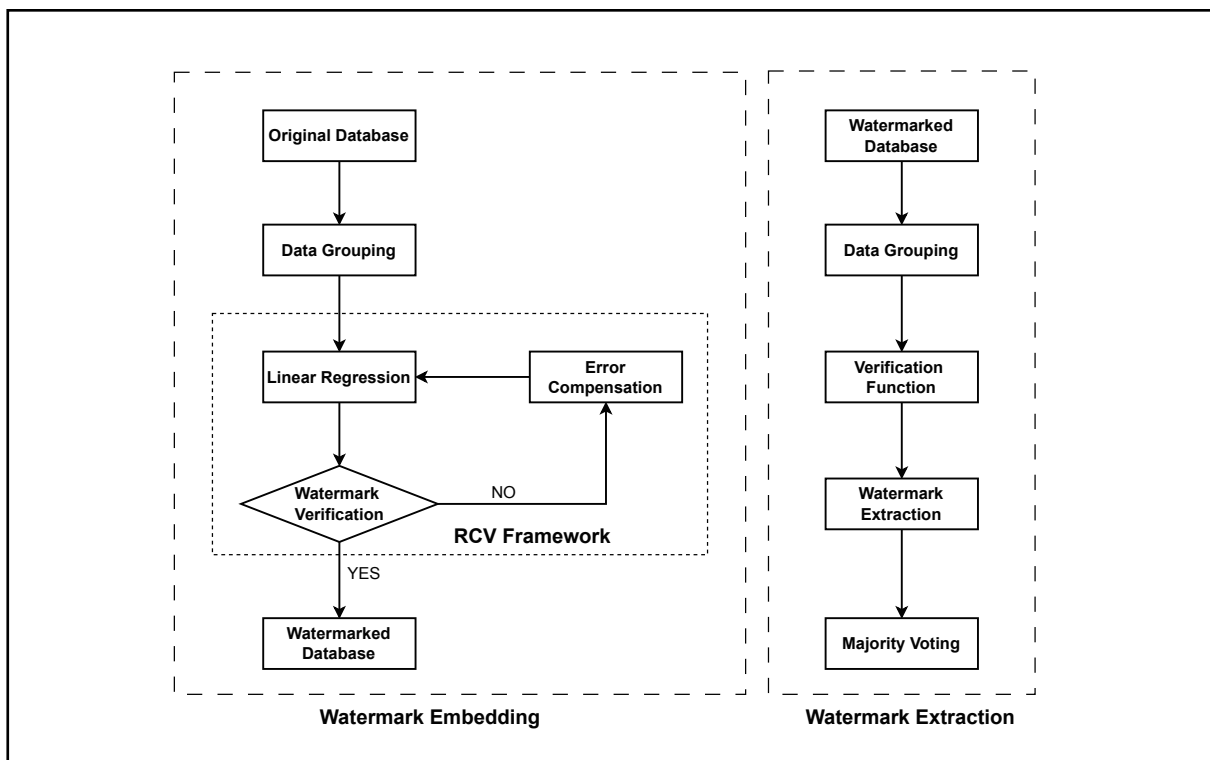 Original Database
Data Grouping
Linear Regression
Error
Compensation
Watermark
Verification
NO
RCV Framework
YES
Watermarked
Database
Watermark Embedding
Watermarked
Database
Data Grouping
Verification
Function
Watermark
Extraction
Majority Voting
Watermark Extraction